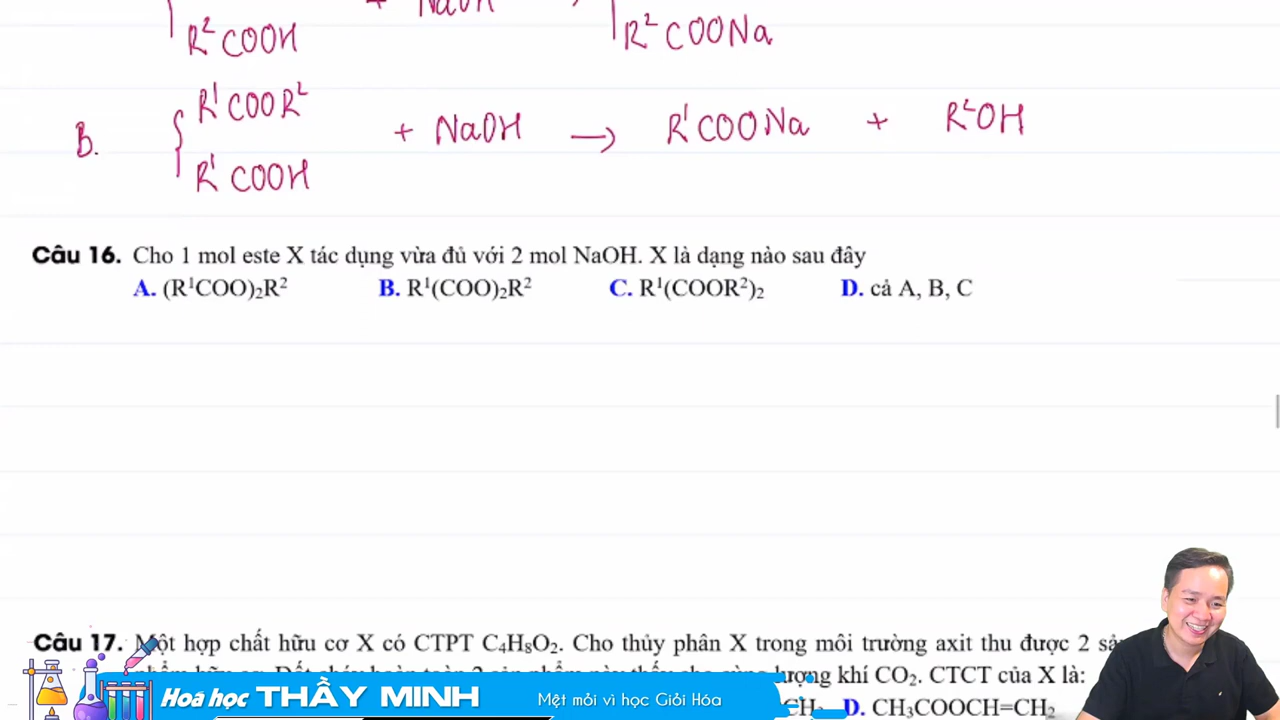 + NaOH
R²COOH R²COONa
R¹COOR²
B. + NaOH → R¹COONa + R²OH
R¹COOH
Câu 16. Cho 1 mol este X tác dụng vừa đủ với 2 mol NaOH. X là dạng nào sau đây
A. (R¹COO)₂R² B. R¹(COO)₂R² C. R¹(COOR²)₂ D. cả A, B, C
Câu 17. Một hợp chất hữu cơ X có CTPT C₄H₈O₂. Cho thủy phân X trong môi trường axit thu được 2
lượng khí CO₂. CTCT của X là:
D. CH₃COOCH=CH₂
Hoá học THẦY MINH Mệt mỏi vì học Giỏi Hóa